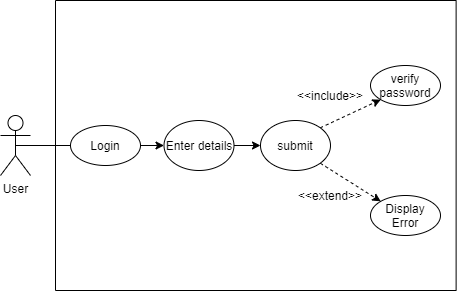 verify
password
<<include>>
Login
Enter details
submit
User
<<extend>>
Display
Error